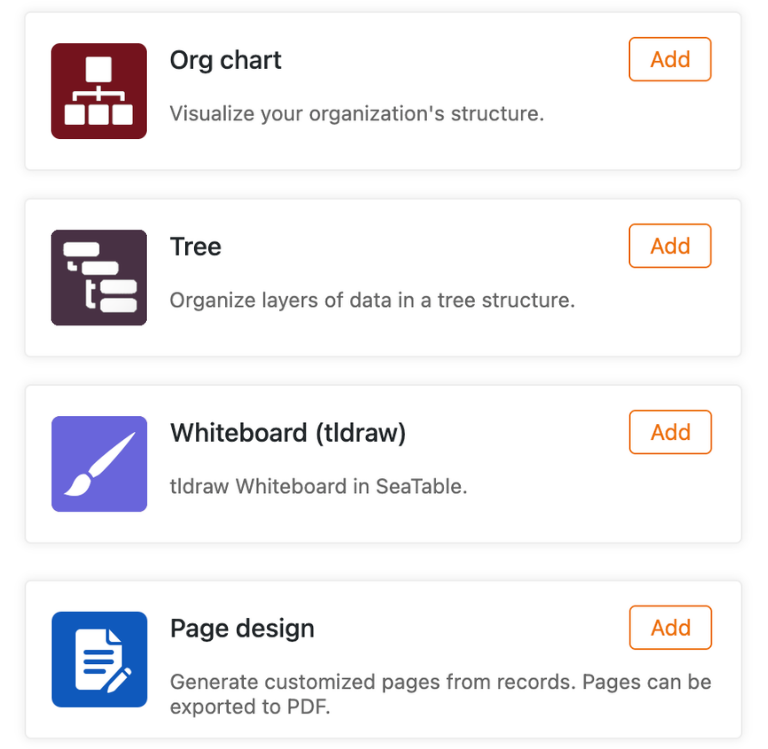 Org chart
Add
Visualize your organization's structure.
Tree
Add
Organize layers of data in a tree structure.
Whiteboard (tldraw)
Add
tldraw Whiteboard in SeaTable.
Page design
Add
Generate customized pages from records. Pages can be
exported to PDF.